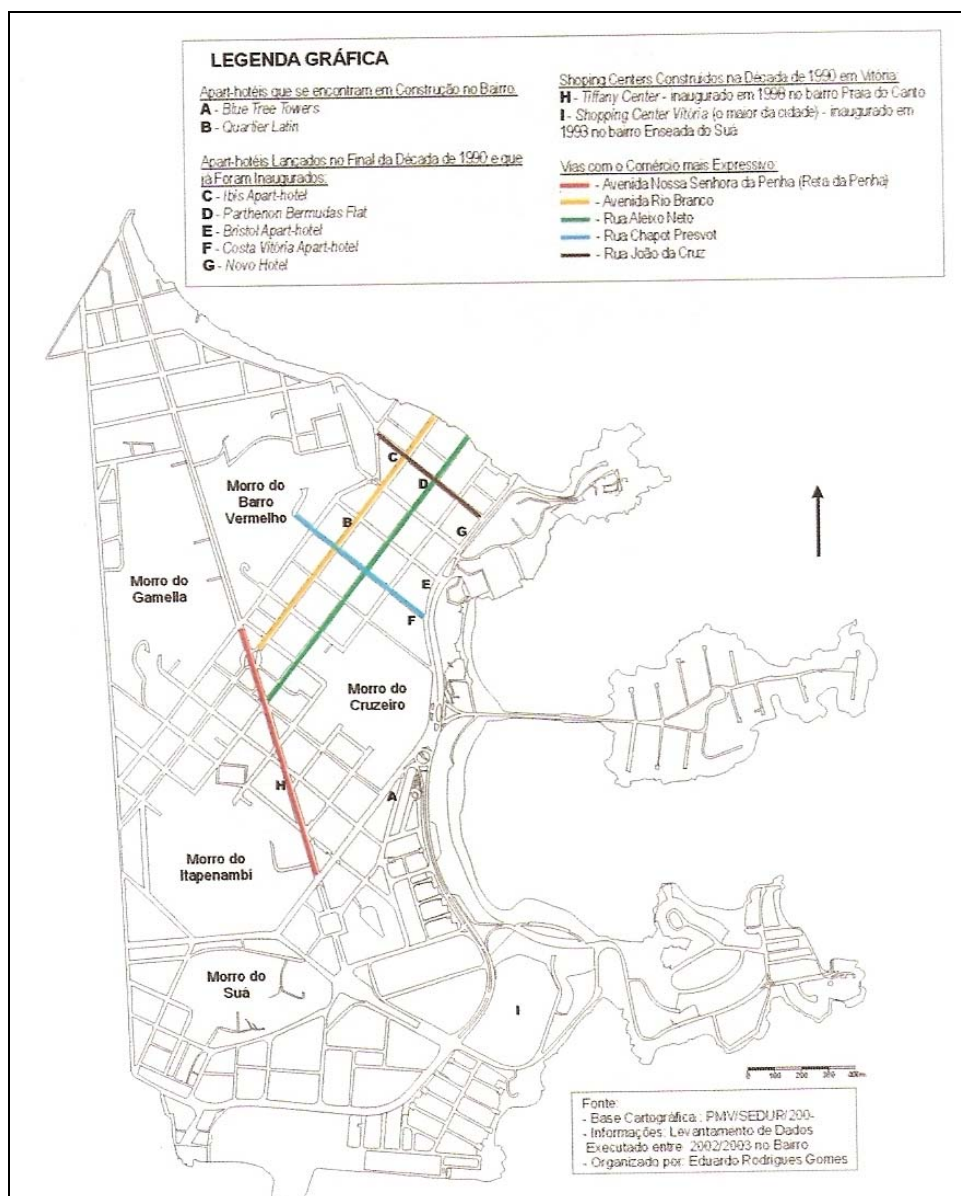 LEGENDA GRÁFICA
Apart-hotéis que se encontram em Construção no Bairro:
A - Blue Tree Towers
B - Quartier Latin
Apart-hotéis Lançados no Final da Década de 1990 e que
já Foram Inaugurados:
C - Ibis Apart-hotel
D - Parthenon Bermudas Flat
E - Bristol Apart-hotel
F - Costa Vitória Apart-hotel
G - Novo Hotel
Shoping Centers Construídos na Década de 1990 em Vitória:
H - Tiffany Center - inaugurado em no bairro Praia do Canto
I - Shopping Center Vitória (o maior da cidade) - inaugurado em
1993 no bairro Enseada do Suá
Vias com o Comércio mais Expressivo:
- Avenida Nossa Senhora da Penha (Reta da Penha)
- Avenida Rio Branco
- Rua Aleixo Neto
- Rua Chapot Presvot
- Rua João da Cruz
C
D
Morro do
Barro
Vermelho
B
G
Morro do
Gamella
E
F
Morro do
Cruzeiro
H
A
Morro do
Itapenambi
Morro do
Suá
I
0 100 200 300 400m
Fonte:
- Base Cartográfica: PMV/SEDUR/
- Informações: Levantamento de Dados
Executado entre 2002/2003 no Bairro
- Organizado por: Eduardo Rodrigues Gomes